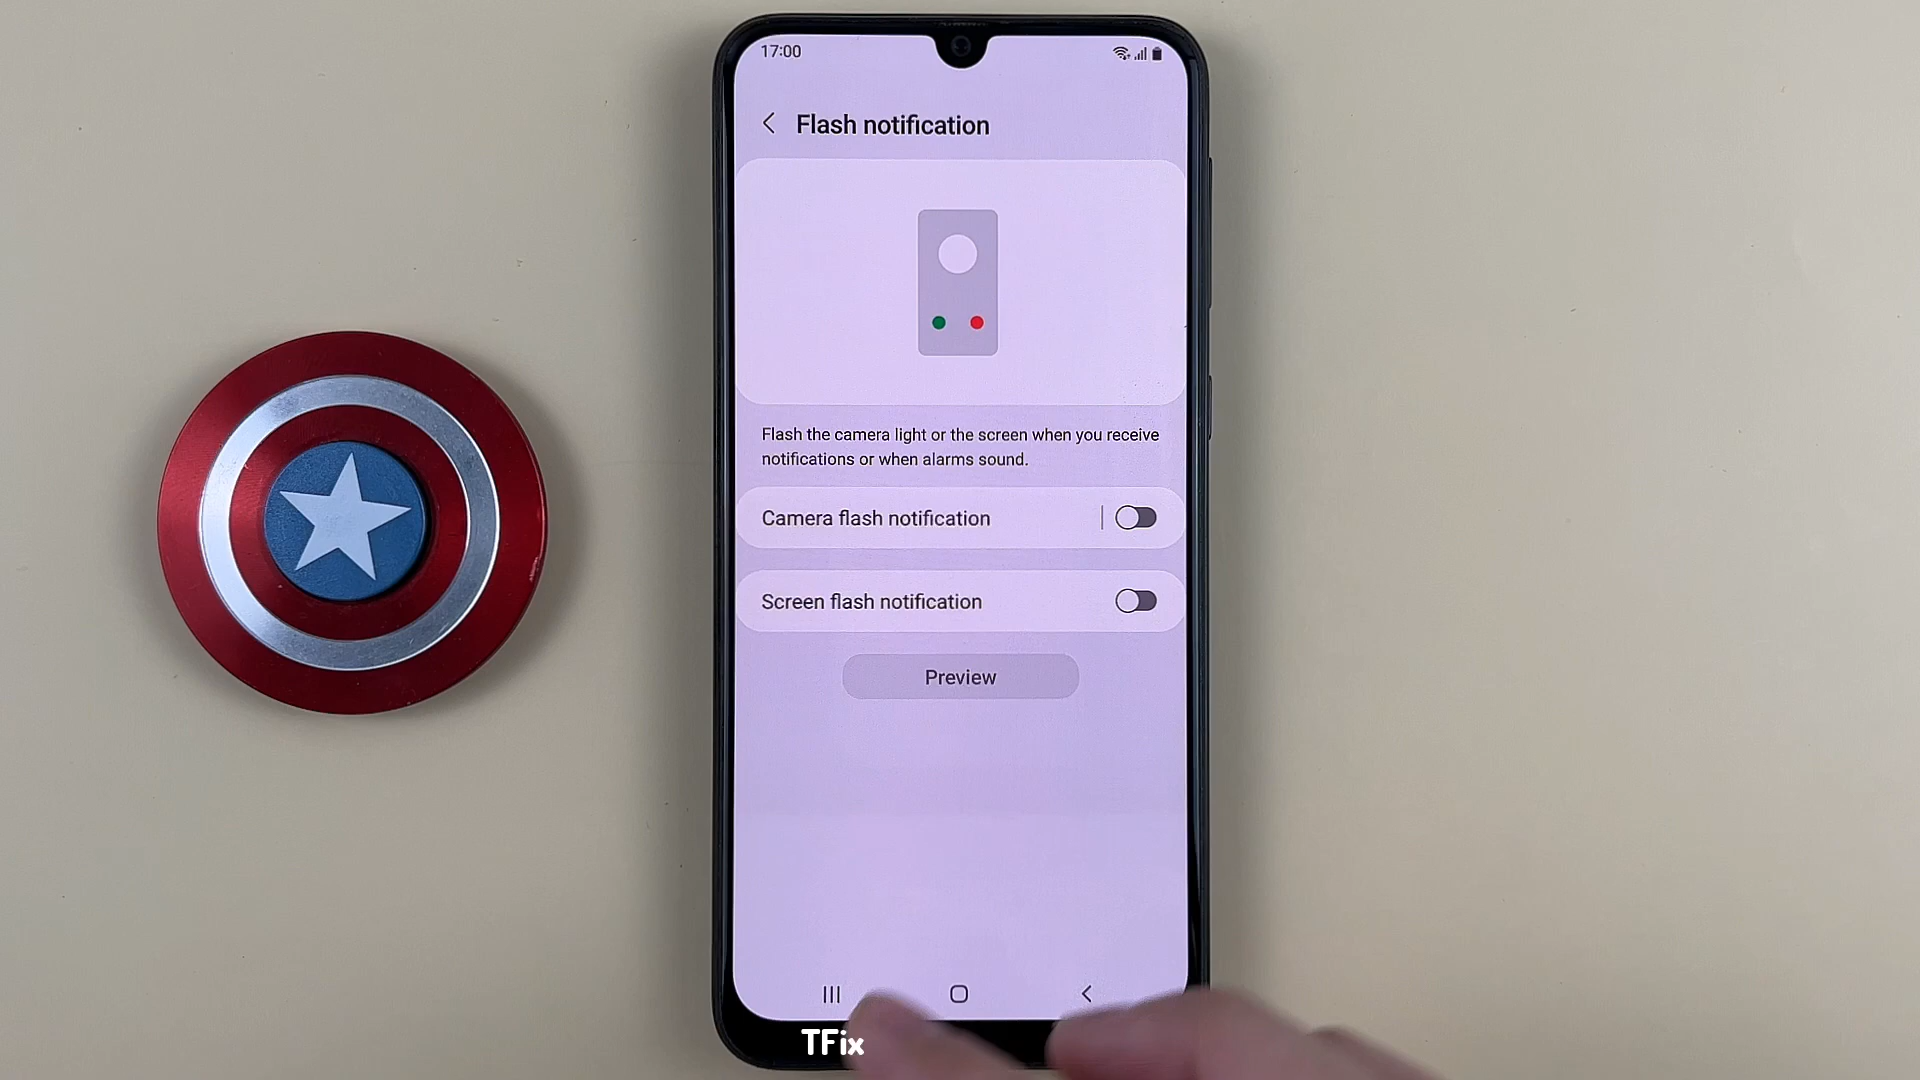 17:00
Flash notification
Flash the camera light or the screen when you receive
notifications or when alarms sound.
Camera flash notification
Screen flash notification
Preview
TFix